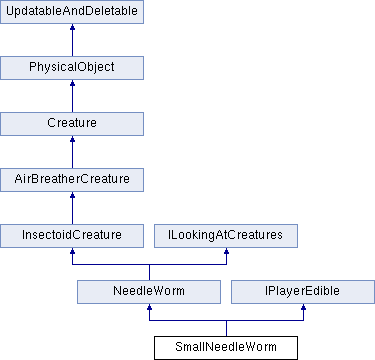 UpdatableAndDeletable
PhysicalObject
Creature
AirBreatherCreature
InsectoidCreature
ILookingAtCreatures
NeedleWorm
IPlayerEdible
SmallNeedleWorm